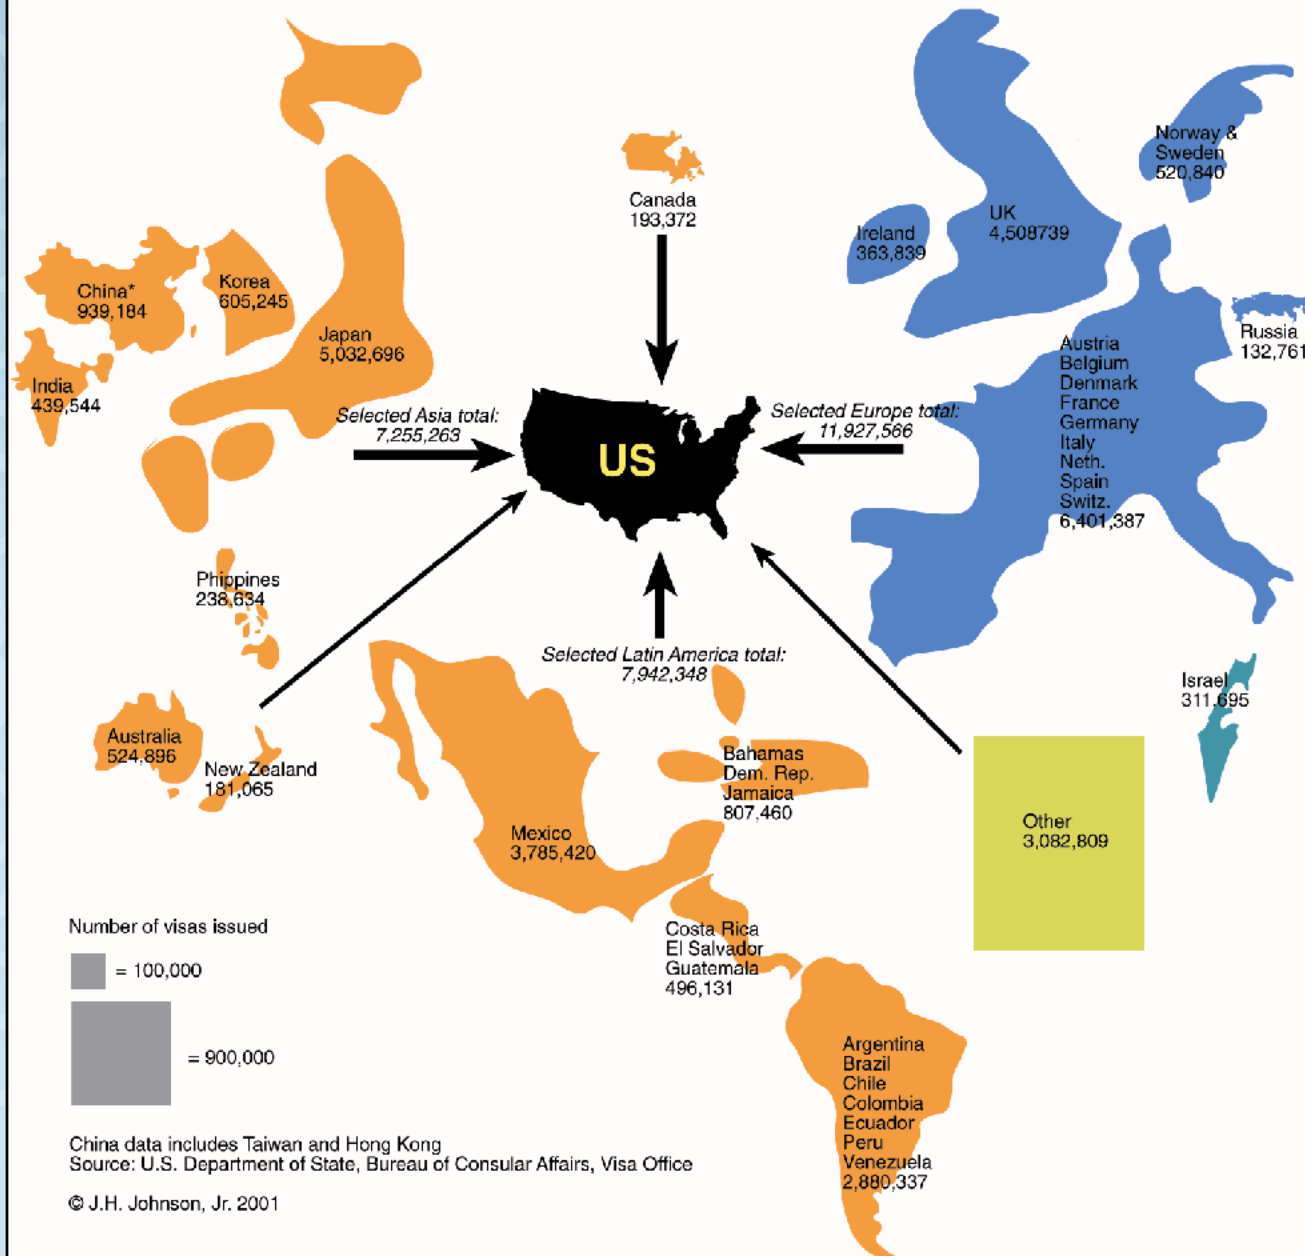 Canada
193,372
Norway &
Sweden
520,840
UK
4,508739
Ireland
363,839
China*
939,184
Korea
605,245
Japan
5,032,696
India
439,544
Russia
132,761
Austria
Belgium
Denmark
France
Germany
Italy
Neth.
Spain
Switz.
6,401,387
Selected Asia total:
7,255,263
US
Selected Europe total:
11,927,566
Phippines
238,634
Selected Latin America total:
7,942,348
Israel
311,695
Australia
524,896
New Zealand
181,065
Bahamas
Dem. Rep.
Jamaica
807,460
Mexico
3,785,420
Other
3,082,809
Costa Rica
El Salvador
Guatemala
496,131
Argentina
Brazil
Chile
Colombia
Ecuador
Peru
Venezuela
2,880,337
Number of visas issued
= 100,000
= 900,000
China data includes Taiwan and Hong Kong
Source: U.S. Department of State, Bureau of Consular Affairs, Visa Office
© J.H. Johnson, Jr. 2001